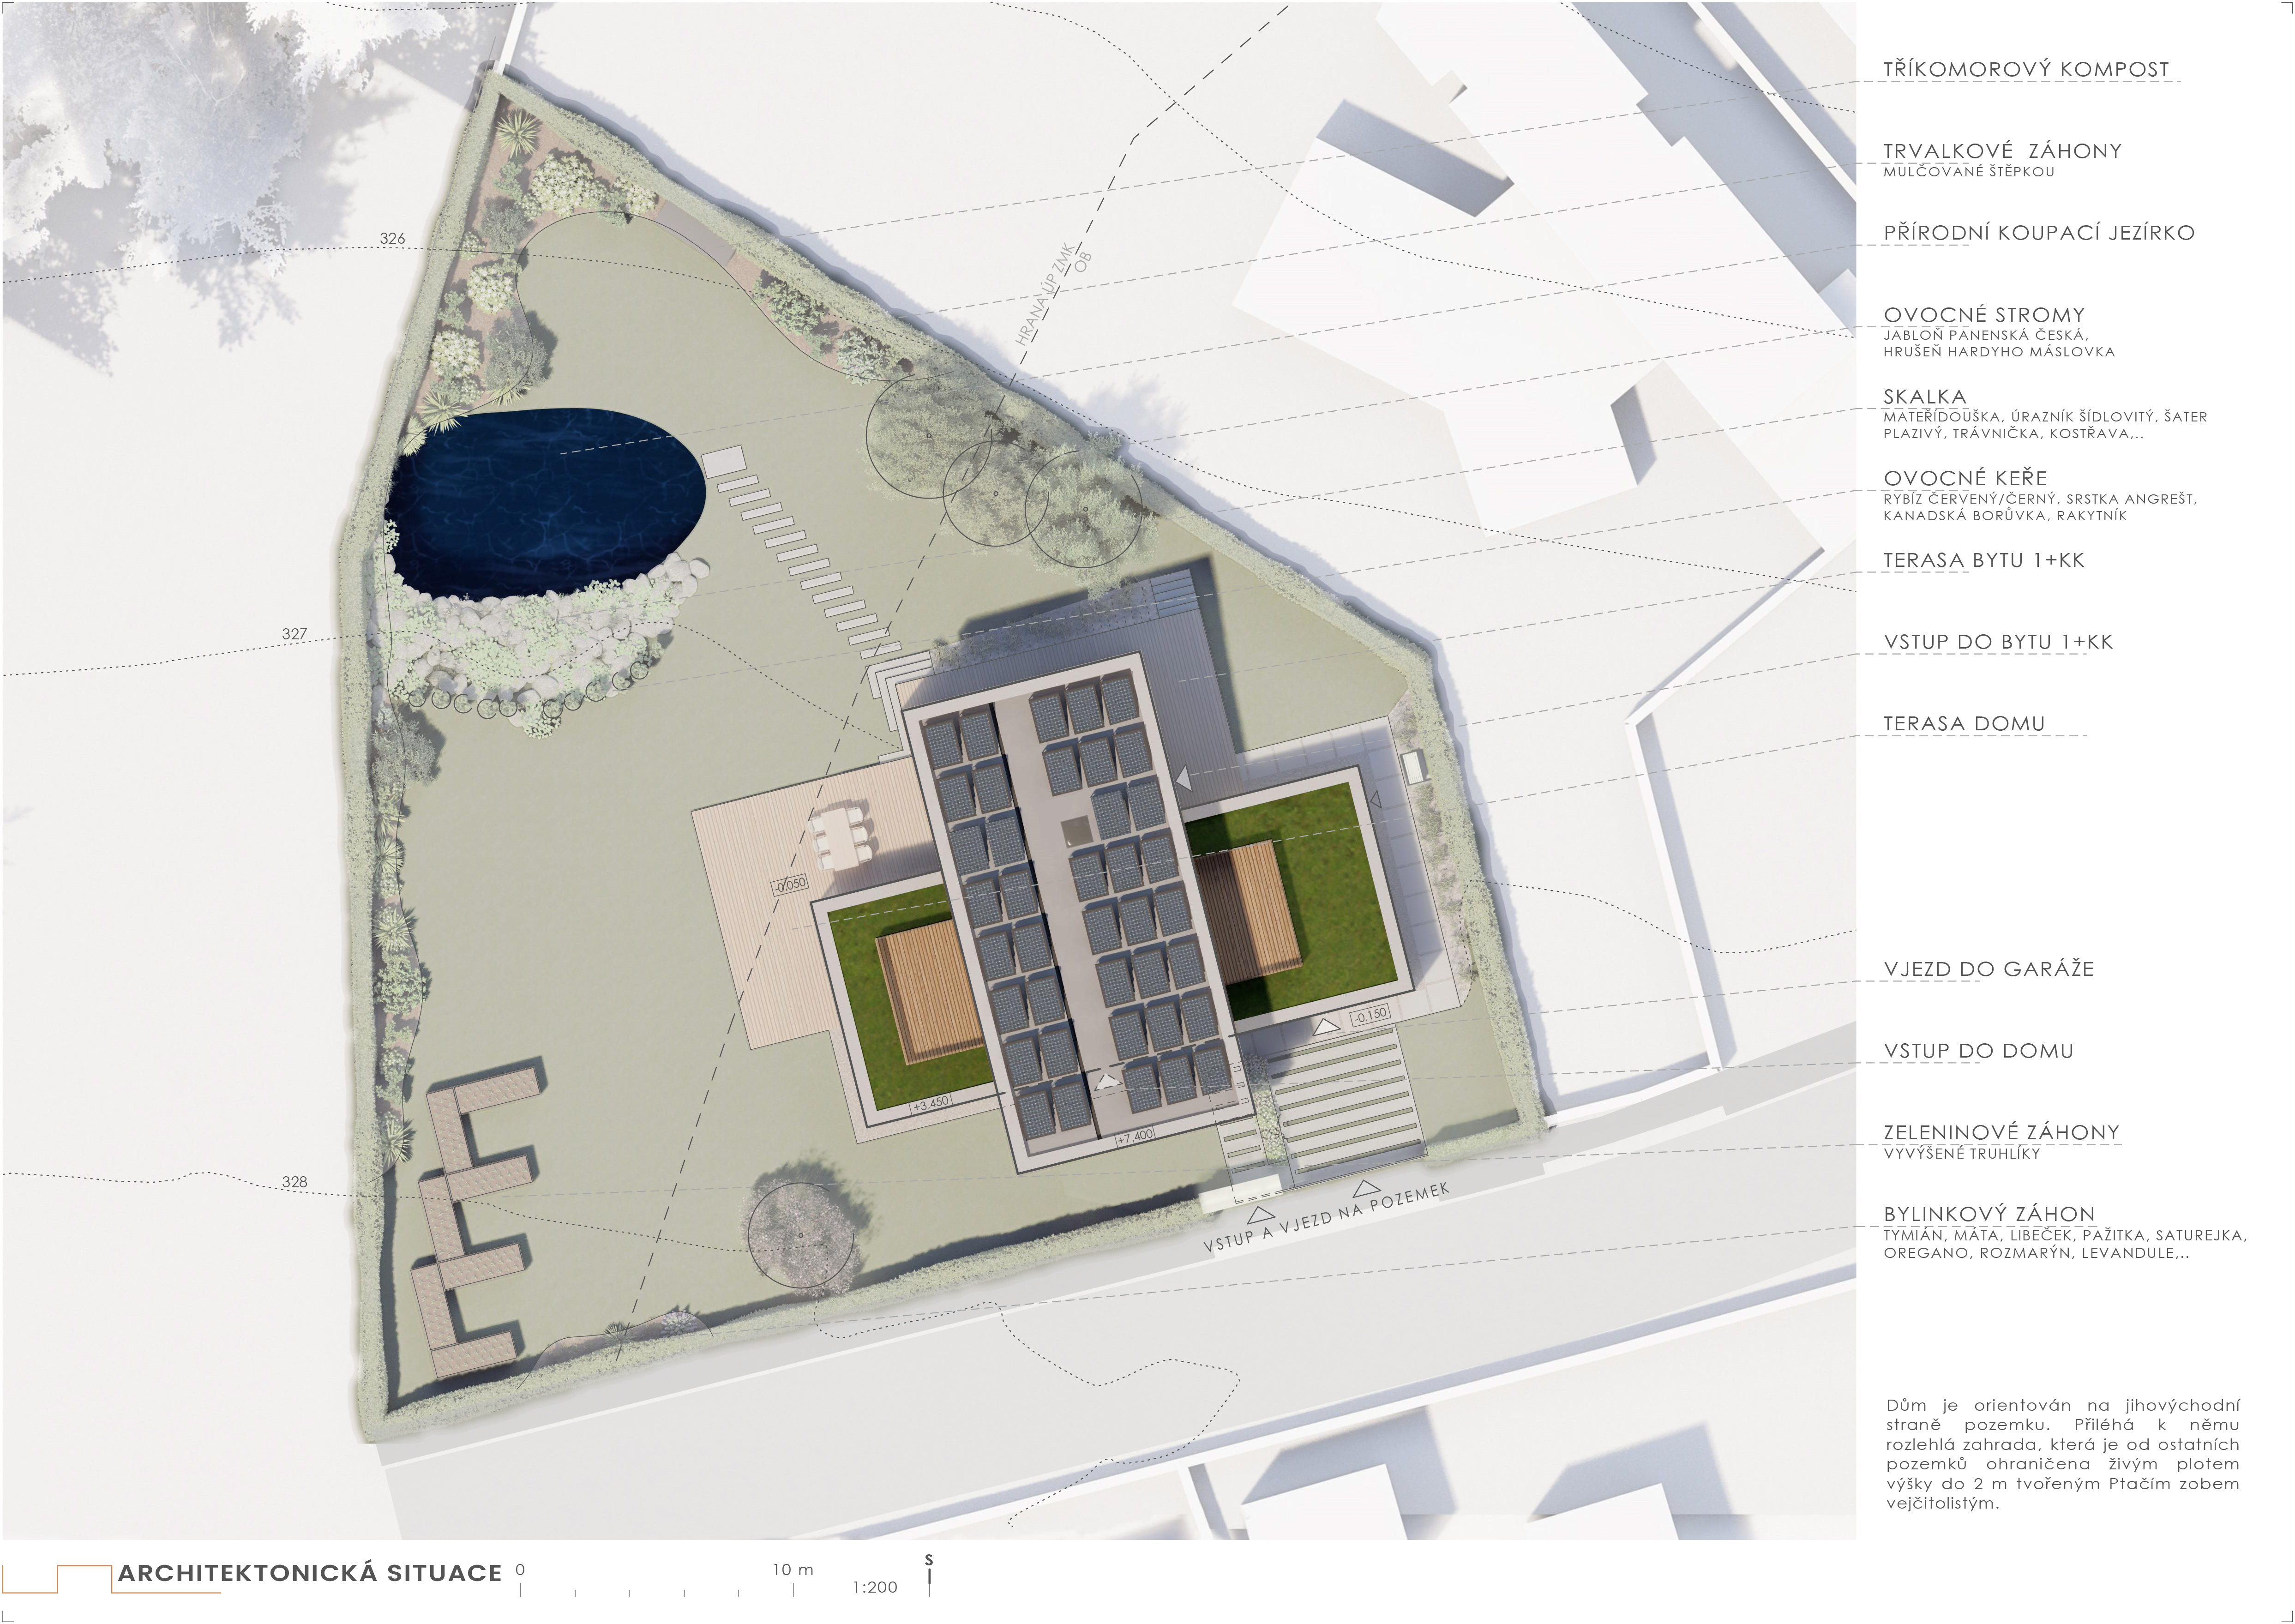 TŘÍKOMOROVÝ KOMPOST
TRVALKOVÉ ZÁHONY
MULČOVANÉ ŠTĚPKOU
PŘÍRODNÍ KOUPACÍ JEZÍRKO
OVOCNÉ STROMY
JABLOŇ PANENSKÁ ČESKÁ,
HRUŠEŇ HARDYHO MÁSLOVKA
SKALKA
MATEŘÍDOUŠKA, ÚRAZNÍK ŠÍDLOVITÝ, ŠATER
PLAZIVÝ, TRÁVNIČKA, KOSTŘAVA,..
OVOCNÉ KEŘE
RYBÍZ ČERVENÝ/ČERNÝ, SRSTKA ANGREŠT,
KANADSKÁ BORŮVKA, RAKYTNÍK
TERASA BYTU 1+KK
VSTUP DO BYTU 1+KK
TERASA DOMU
VJEZD DO GARÁŽE
VSTUP DO DOMU
ZELENINOVÉ ZÁHONY
VYVÝŠENÉ TRUHLÍKY
BYLINKOVÝ ZÁHON
TYMIÁN, MÁTA, LIBEČEK, PAŽITKA, SATUREJKA,
OREGANO, ROZMARÝN, LEVANDULE,..
Dům je orientován na jihovýchodní
straně pozemku. Přiléhá k němu
rozlehlá zahrada, která je od ostatních
pozemků ohraničena živým plotem
výšky do 2 m tvořeným Ptačím zobem
vejčitolistým.
326
HRANA ÚP ZMK
OB
327
-0,050
-0,150
+3,450
+7,400
328
VSTUP A VJEZD NA POZEMEK
ARCHITEKTONICKÁ SITUACE
0
10 m
1:200
S